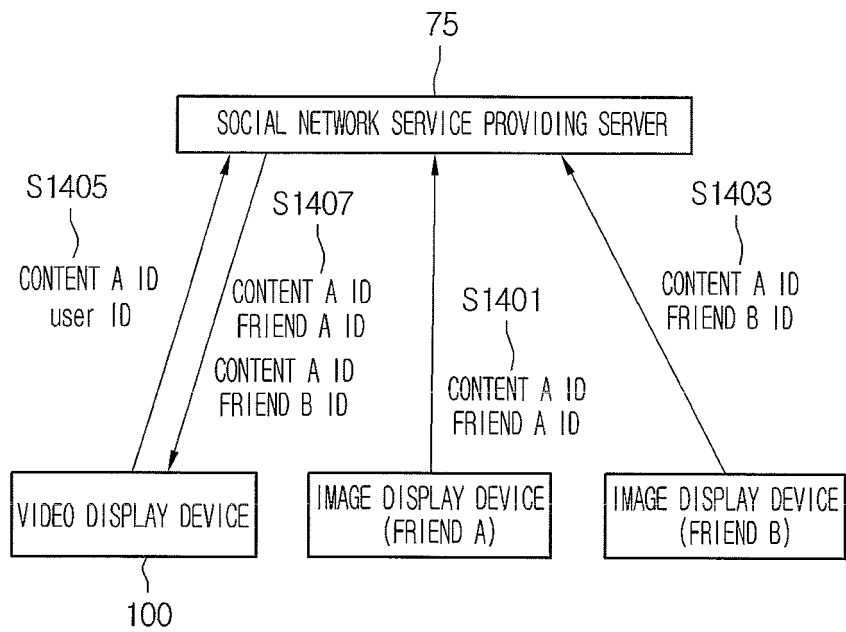 75
SOCIAL NETWORK SERVICE PROVIDING SERVER
S1405
CONTENT A ID
user ID
S1407
CONTENT A ID
FRIEND A ID
CONTENT A ID
FRIEND B ID
S1401
CONTENT A ID
FRIEND A ID
S1403
CONTENT A ID
FRIEND B ID
VIDEO DISPLAY DEVICE
100
IMAGE DISPLAY DEVICE
(FRIEND A)
IMAGE DISPLAY DEVICE
(FRIEND B)